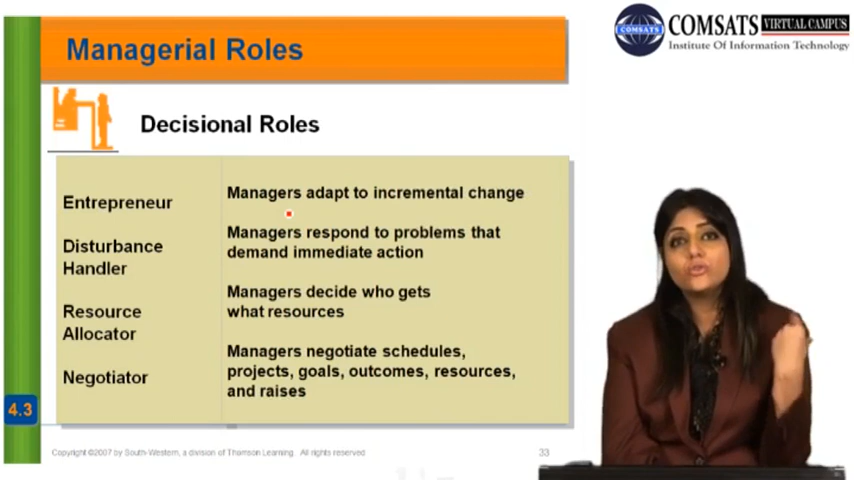 Managerial Roles
COMSATS VIRTUAL CAMPUS
COMSATS
Institute Of Information Technology
Decisional Roles
Entrepreneur
Managers adapt to incremental change
Disturbance
Handler
Managers respond to problems that
demand immediate action
Resource
Allocator
Managers decide who gets
what resources
Negotiator
Managers negotiate schedules,
projects, goals, outcomes, resources,
and raises
4.3
Copyright ©2007 by South-Western, a division of Thomson Learning. All rights reserved
33